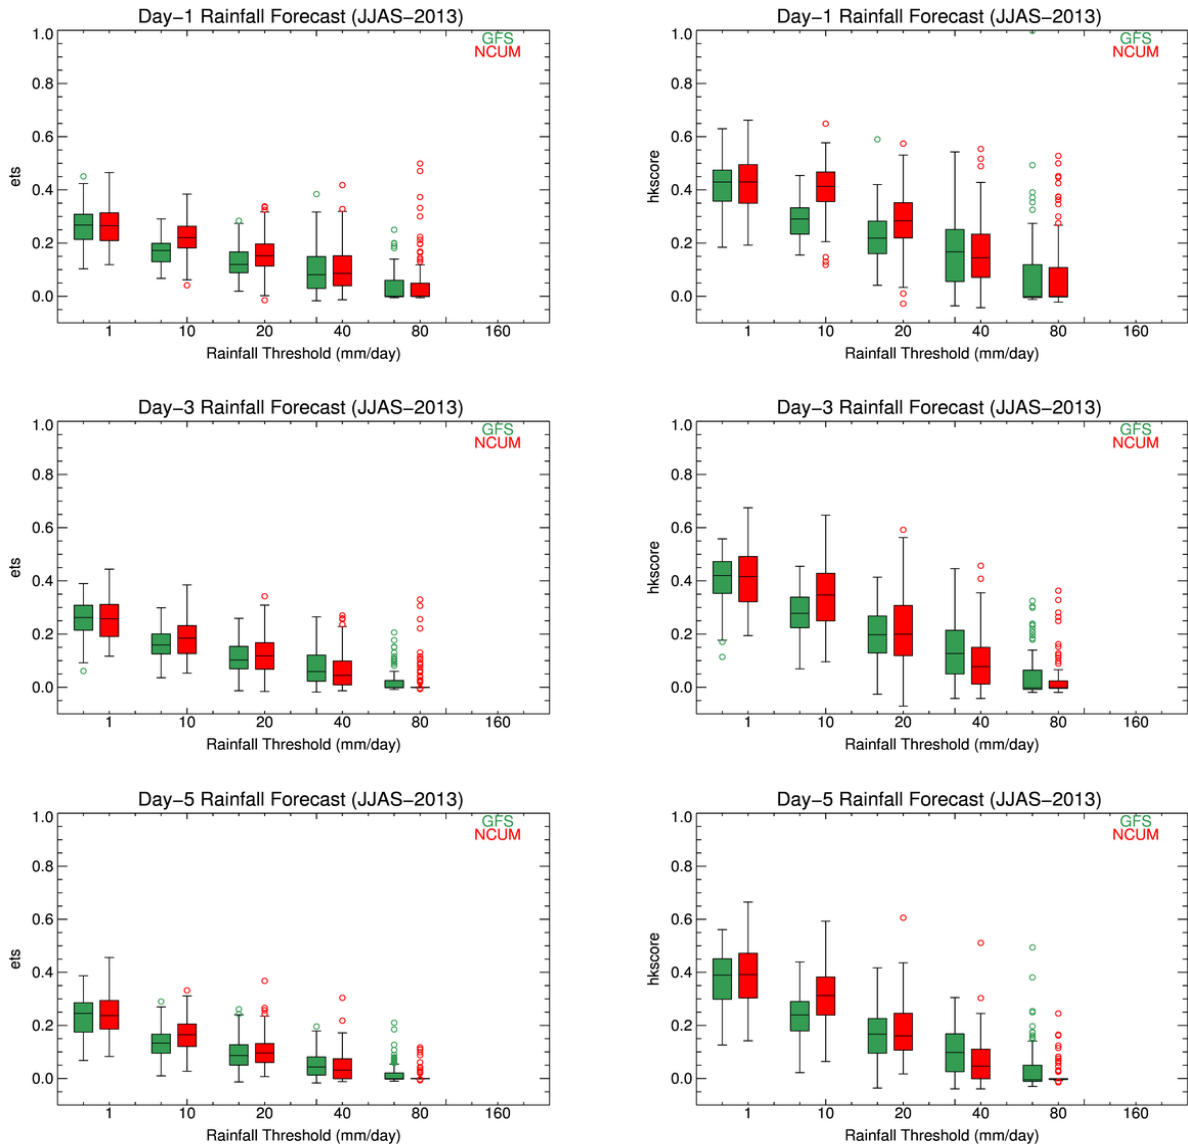 Day-1 Rainfall Forecast (JJAS-2013)
1.0
0.8
0.6
0.4
0.2
0.0
ets
GFS
NCUM
1 10 20 40 80 160
Rainfall Threshold (mm/day)
Day-1 Rainfall Forecast (JJAS-2013)
1.0
0.8
0.6
0.4
0.2
0.0
hkscore
GFS
NCUM
1 10 20 40 80 160
Rainfall Threshold (mm/day)
Day-3 Rainfall Forecast (JJAS-2013)
1.0
0.8
0.6
0.4
0.2
0.0
ets
GFS
NCUM
1 10 20 40 80 160
Rainfall Threshold (mm/day)
Day-3 Rainfall Forecast (JJAS-2013)
1.0
0.8
0.6
0.4
0.2
0.0
hkscore
GFS
NCUM
1 10 20 40 80 160
Rainfall Threshold (mm/day)
Day-5 Rainfall Forecast (JJAS-2013)
1.0
0.8
0.6
0.4
0.2
0.0
ets
GFS
NCUM
1 10 20 40 80 160
Rainfall Threshold (mm/day)
Day-5 Rainfall Forecast (JJAS-2013)
1.0
0.8
0.6
0.4
0.2
0.0
hkscore
GFS
NCUM
1 10 20 40 80 160
Rainfall Threshold (mm/day)